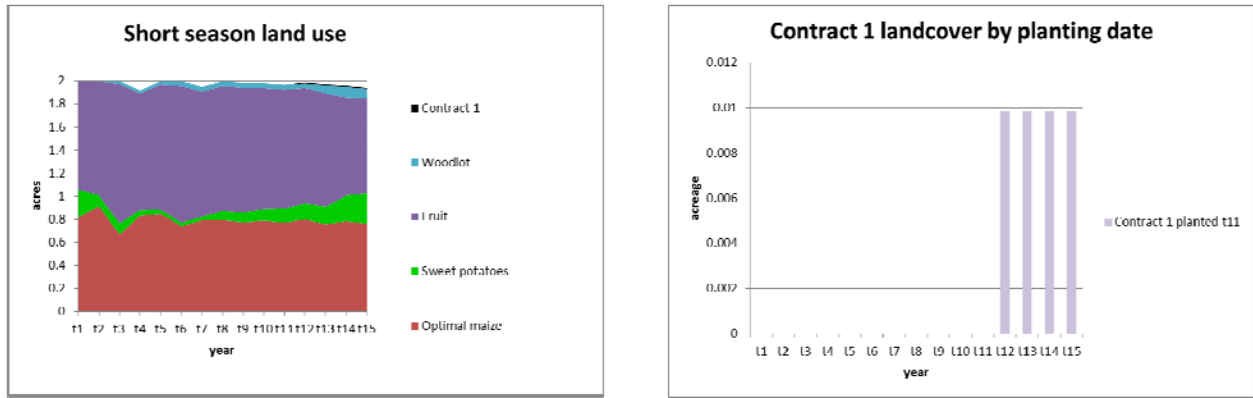 Short season land use
2
1.8
1.6
1.4
1.2
1
0.8
0.6
0.4
0.2
0
acres
t1 t2 t3 t4 t5 t6 t7 t8 t9 t10 t11 t12 t13 t14 t15
year
Contract 1
Woodlot
Fruit
Sweet potatoes
Optimal maize
Contract 1 landcover by planting date
0.012
0.01
0.008
0.006
0.004
0.002
0
acreage
t1 t2 t3 t4 t5 t6 t7 t8 t9 t10 t11 t12 t13 t14 t15
year
Contract 1 planted t11